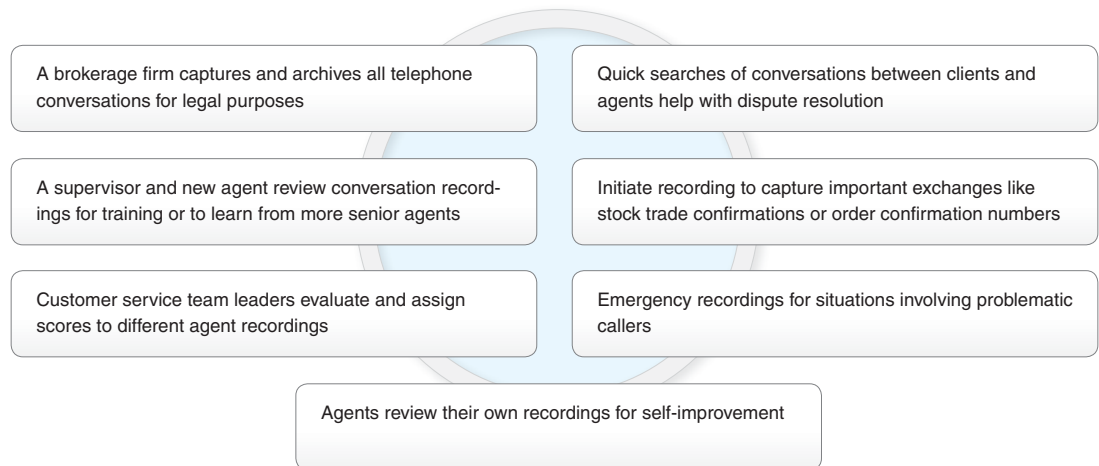 A brokerage firm captures and archives all telephone
conversations for legal purposes
Quick searches of conversations between clients and
agents help with dispute resolution
A supervisor and new agent review conversation record-
ings for training or to learn from more senior agents
Initiate recording to capture important exchanges like
stock trade confirmations or order confirmation numbers
Customer service team leaders evaluate and assign
scores to different agent recordings
Emergency recordings for situations involving problematic
callers
Agents review their own recordings for self-improvement